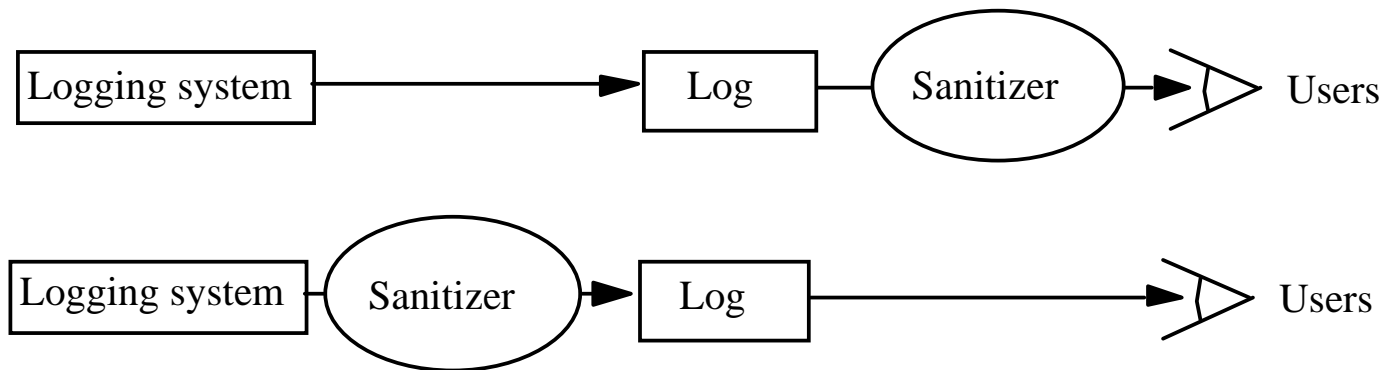 Logging system
Log
Sanitizer
Users
Logging system
Sanitizer
Log
Users